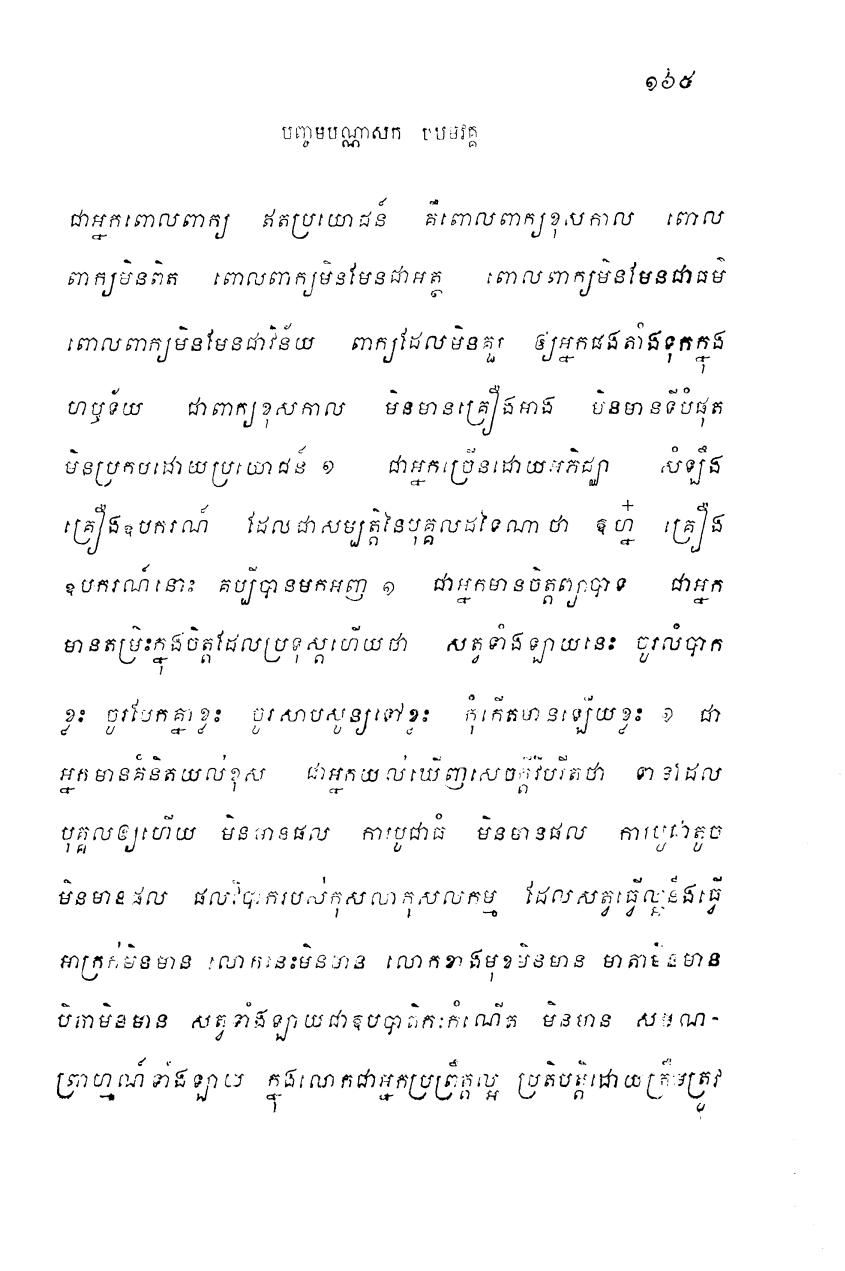 ១៦៥
បញ្ចមបណ្ណាសក
ជាអ្នកពោលពាក្យ ឥតប្រយោជន៍ គឺពោលពាក្យខុសកាល ពោល
ពាក្យមិនពិត ពោលពាក្យមិនមែនជាអត្ថ ពោលពាក្យមិនមែនជាធម៌
ពោលពាក្យមិនមែនជាវិន័យ ពាក្យដែលមិនគួរ ឲ្យអ្នកផងតាំងទុកក្នុង
ហឫទ័យ ជាពាក្យខុសកាល មិនមានគ្រឿងអាង មិនមានទីបំផុត
មិនប្រកបដោយប្រយោជន៍ ១ ជាអ្នកច្រើនដោយអភិជ្ឈា សំឡឹង
គ្រឿងឧបករណ៍ ដែលជាសម្បត្តិនៃបុគ្គលដទៃណាថា ឧហ្ន៎ គ្រឿង
ឧបករណ៍នោះ គប្បីបានមកអញ ១ ជាអ្នកមានចិត្តព្យាបាទ ជាអ្នក
មានតម្រិះក្នុងចិត្តដែលប្រទុស្តហើយថា សត្វទាំងឡាយនេះ ចូរលំបាក
ខ្វះ ចូរបែកគ្នាខ្វះ ចូរសាបសូន្យទៅខ្វះ កុំកើតមានឡើយខ្វះ ១ ជា
អ្នកមានគំនិតយល់ខុស ជាអ្នកយល់ឃើញសេចក្តីវិបរីតថា ទានដែល
បុគ្គលឲ្យហើយ មិនមានផល ការបូជាធំ មិនមានផល ការបូជាតូច
មិនមានផល ផលវិបាករបស់កុសលាកុសលកម្ម ដែលសត្វធ្វើល្អនឹងធ្វើ
អាក្រក់មិនមាន លោកនេះមិនមាន លោកខាងមុខមិនមាន មាតាមិនមាន
បិតាមិនមាន សត្វទាំងឡាយជាឧបបាតិកៈកំណើត មិនមាន សមណ-
ព្រាហ្មណ៍ទាំងឡាយ ក្នុងលោកជាអ្នកប្រព្រឹត្តល្អ ប្រតិបត្តិដោយត្រឹមត្រូវ